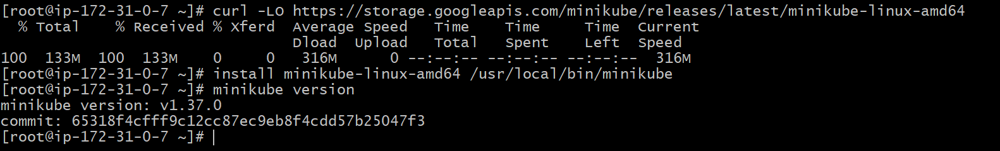 [root@ip-172-31-0-7 ~]# curl -LO https://storage.googleapis.com/minikube/releases/latest/minikube-linux-amd64
  % Total    % Received % Xferd  Average Speed   Time    Time     Time  Current
                                 Dload  Upload   Total   Spent    Left  Speed
100  133M  100  133M    0     0   316M      0 --:--:-- --:--:-- --:--:--  316M
[root@ip-172-31-0-7 ~]# install minikube-linux-amd64 /usr/local/bin/minikube
[root@ip-172-31-0-7 ~]# minikube version
minikube version: v1.37.0
commit: 65318f4cfff9c12cc87ec9eb8f4cdd57b25047f3
[root@ip-172-31-0-7 ~]#